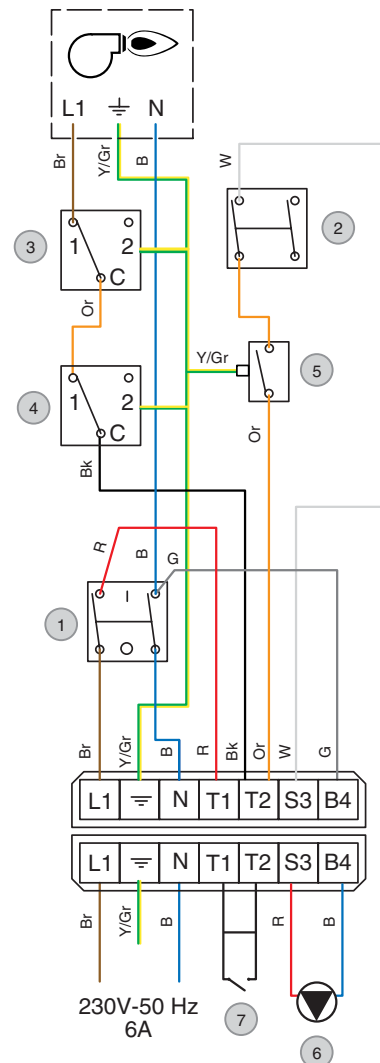 L1 N
Br Y/Gr B W
3 1 2 C
2
Or
Y/Gr 5
4 1 2 C
Bk Or
R B G
1 I O
Br Y/Gr B R Bk Or W G
L1 N T1 T2 S3 B4
L1 N T1 T2 S3 B4
Br Y/Gr B R B
230V-50 Hz
6A
7
6